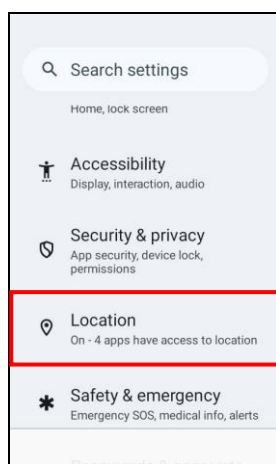 Search settings
Home, lock screen
Accessibility
Display, interaction, audio
Security & privacy
App security, device lock,
permissions
Location
On - 4 apps have access to location
Safety & emergency
Emergency SOS, medical info, alerts